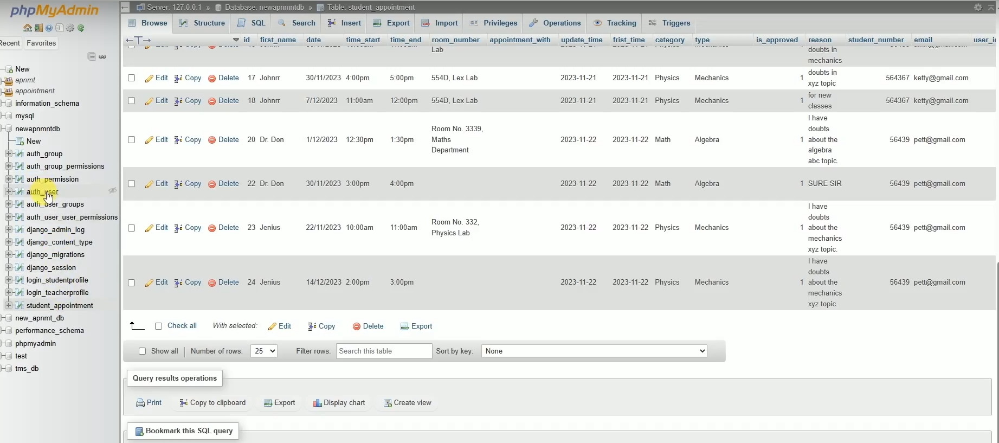 phpMyAdmin
Recent Favorites
New
apnmt
appointment
information_schema
mysql
newapnmntdb
New
auth_group
auth_group_permissions
auth_permission
auth_user
auth_user_groups
auth_user_user_permissions
django_admin_log
django_content_type
django_migrations
django_session
login_studentprofile
login_teacherprofile
student_appointment
new_apnmt_db
performance_schema
phpmyadmin
test
tms_db
Server: 127.0.0.1 » Database: newapnmntdb » Table: student_appointment
Browse Structure SQL Search Insert Export Import Privileges Operations Tracking Triggers
id first_name date time_start time_end room_number appointment_with update_time frist_time category type is_approved reason student_number email
Lab
doubts in
mechanics
Edit Copy Delete 17 Johnrr 30/11/2023 4:00pm 5:00pm 554D, Lex Lab 2023-11-21 2023-11-21 Physics Mechanics 1 doubts in 564367 ketty@gmail.com
xyz topic
Edit Copy Delete 18 Johnrr 7/12/2023 11:00am 12:00pm 554D, Lex Lab 2023-11-21 2023-11-21 Physics Mechanics 1 for new 564367 ketty@gmail.com
classes
I have
Room No. 3339, doubts
Edit Copy Delete 20 Dr. Don 1/12/2023 12:30pm 1:30pm Maths 2023-11-22 2023-11-22 Math Algebra 1 about the 56439 pett@gmail.com
Department algebra
abc topic.
Edit Copy Delete 22 Dr. Don 30/11/2023 3:00pm 4:00pm 2023-11-22 2023-11-22 Math Algebra 1 SURE SIR 56439 pett@gmail.com
I have
doubts
Edit Copy Delete 23 Jenius 22/11/2023 10:00am 11:00am Room No. 332, 2023-11-22 2023-11-22 Physics Mechanics 1 about the 56439 pett@gmail.com
Physics Lab mechanics
xyz topic.
I have
doubts
Edit Copy Delete 24 Jenius 14/12/2023 2:00pm 3:00pm 2023-11-22 2023-11-22 Physics Mechanics 1 about the 56439 pett@gmail.com
mechanics
xyz topic.
Check all With selected: Edit Copy Delete Export
Show all Number of rows: 25 Filter rows: Search this table Sort by key: None
Query results operations
Print Copy to clipboard Export Display chart Create view
Bookmark this SQL query